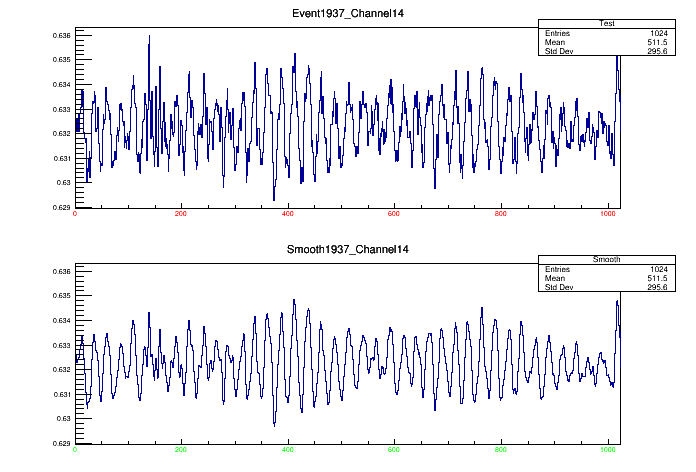 Event1937_Channel14
Test
Entries 1024
Mean 511.5
Std Dev 295.6
0.636
0.635
0.634
0.633
0.632
0.631
0.63
0.629
0 200 400 600 800 1000
Smooth1937_Channel14
Smooth
Entries 1024
Mean 511.5
Std Dev 295.6
0.636
0.635
0.634
0.633
0.632
0.631
0.63
0.629
0 200 400 600 800 1000